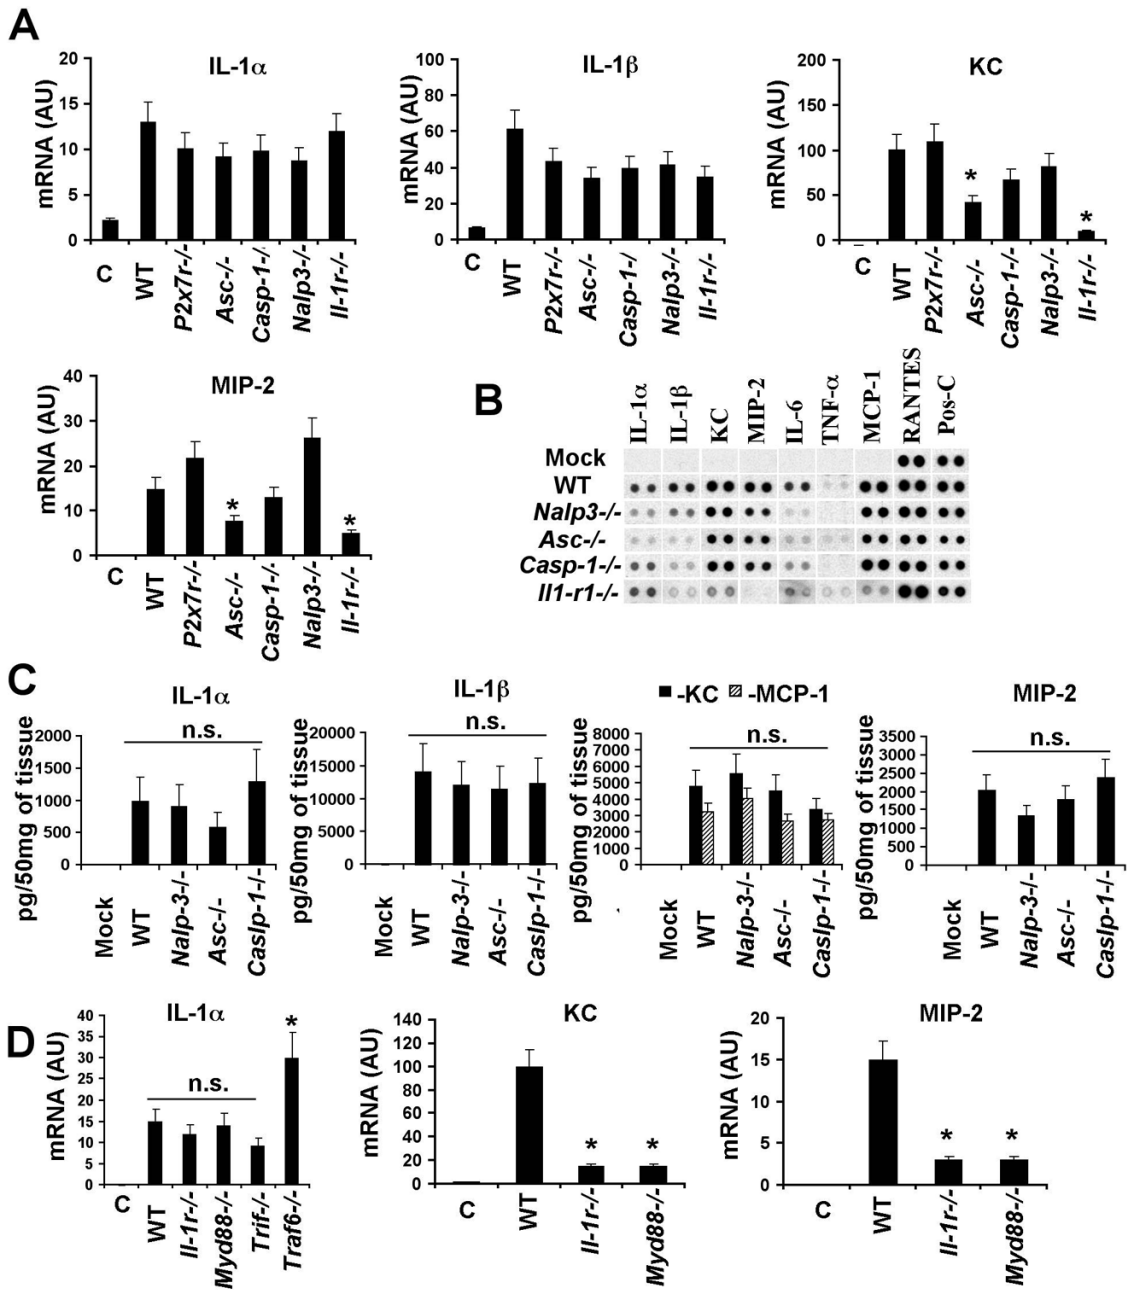 A
IL-1α
mRNA (AU)
20
15
10
5
0
C
WT
P2x7r-/-
Asc-/-
Casp-1-/-
Nalp3-/-
Il-1r-/-
IL-1β
mRNA (AU)
100
80
60
40
20
0
C
WT
P2x7r-/-
Asc-/-
Casp-1-/
Nalp3-/-
Il-1r-/-
KC
mRNA (AU)
200
150
100
50
0
C
WT
P2x7r-/-
*
Asc-/-
Casp-1-/-
Nalp3-/-
*
Il-1r-/-
MIP-2
mRNA (AU)
40
30
20
10
0
C
WT
P2x7r-/-
*
Asc-/-
Casp-1-/-
Nalp3-/-
*
Il-1r-/-
B
IL-1α
IL-1β
KC
MIP-2
IL-6
TNF-α
MCP-1
RANTES
Pos-C
Mock
WT
Nalp3-/-
Asc-/-
Casp-1-/-
Il1-r1-/-
C
IL-1α
n.s.
pg/50mg of tissue
2000
1500
1000
500
0
Mock
WT
Nalp-3-/-
Asc-/-
Caslp-1-/-
IL-1β
n.s.
pg/50mg of tissue
20000
15000
10000
5000
0
Mock
WT
Nalp-3-/-
Asc-/-
Caslp-1-/-
-KC -MCP-1
n.s.
pg/50mg of tissue
8000
7000
6000
5000
4000
3000
2000
1000
0
Mock
WT
Nalp-3-/-
Asc-/-
Caslp-1-/-
MIP-2
n.s.
pg/50mg of tissue
3500
3000
2500
2000
1500
1000
500
0
Mock
WT
Nalp-3-/-
Asc-/-
Caslp-1-/-
D
IL-1α
*
n.s.
mRNA (AU)
40
35
30
25
20
15
10
5
0
C
WT
Il-1r-/-
Myd88-/-
Trif-/-
Traf6-/-
KC
mRNA (AU)
140
120
100
80
60
40
20
0
* *
C
WT
Il-1r-/-
Myd88-/-
MIP-2
mRNA (AU)
20
15
10
5
0
* *
C
WT
Il-1r-/-
Myd88-/-